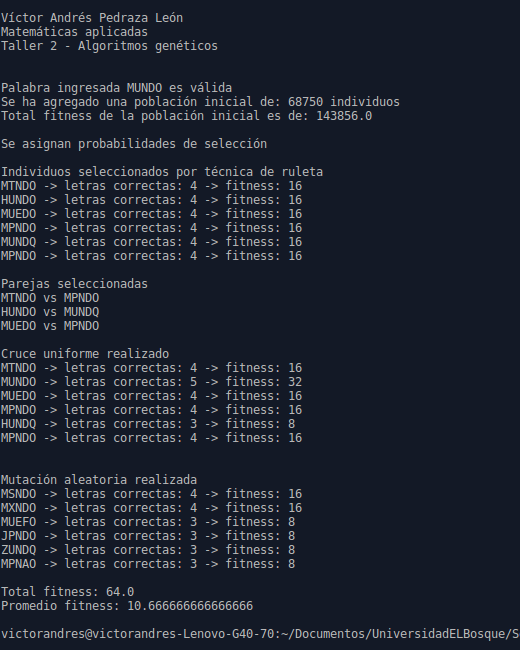 Víctor Andrés Pedraza León
Matemáticas aplicadas
Taller 2 - Algoritmos genéticos
Palabra ingresada MUNDO es válida
Se ha agregado una población inicial de: 68750 individuos
Total fitness de la población inicial es de: 143856.0
Se asignan probabilidades de selección
Individuos seleccionados por técnica de ruleta
MTNDO -> letras correctas: 4 -> fitness: 16
HUNDO -> letras correctas: 4 -> fitness: 16
MUEDO -> letras correctas: 4 -> fitness: 16
MPNDO -> letras correctas: 4 -> fitness: 16
MUNDQ -> letras correctas: 4 -> fitness: 16
MPNDO -> letras correctas: 4 -> fitness: 16
Parejas seleccionadas
MTNDO vs MPNDO
HUNDO vs MUNDQ
MUEDO vs MPNDO
Cruce uniforme realizado
MTNDO -> letras correctas: 4 -> fitness: 16
MUNDO -> letras correctas: 5 -> fitness: 32
MUEDO -> letras correctas: 4 -> fitness: 16
MPNDO -> letras correctas: 4 -> fitness: 16
HUNDQ -> letras correctas: 3 -> fitness: 8
MPNDO -> letras correctas: 4 -> fitness: 16
Mutación aleatoria realizada
MSNDO -> letras correctas: 4 -> fitness: 16
MXNDO -> letras correctas: 4 -> fitness: 16
MUEFO -> letras correctas: 3 -> fitness: 8
JPNDO -> letras correctas: 3 -> fitness: 8
ZUNDQ -> letras correctas: 3 -> fitness: 8
MPNAO -> letras correctas: 3 -> fitness: 8
Total fitness: 64.0
Promedio fitness: 10.666666666666666
victorandres@victorandres-Lenovo-G40-70:~/Documentos/UniversidadELBosque/S